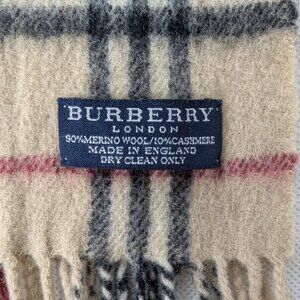 BURBERRY
LONDON
90%MERINO WOOL/10%CASHMERE
MADE IN ENGLAND
DRY CLEAN ONLY